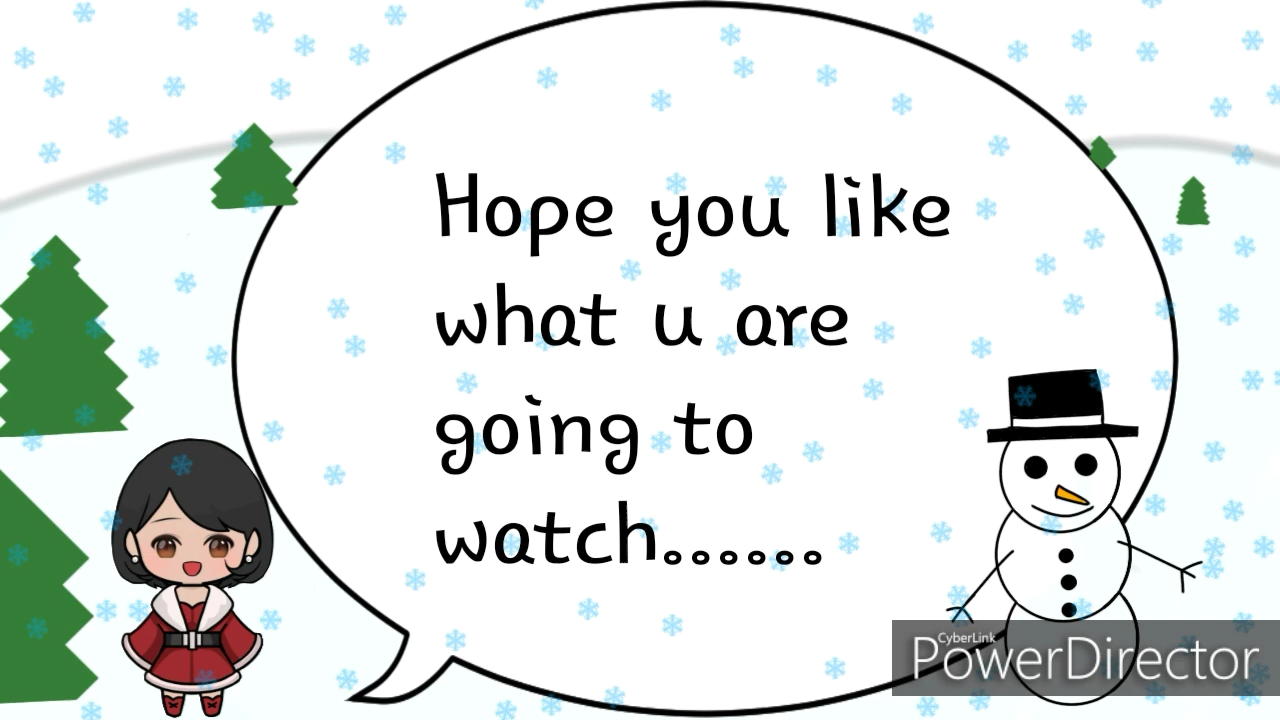 Hope you like
what u are
going to
watch......
CyberLink
PowerDirector